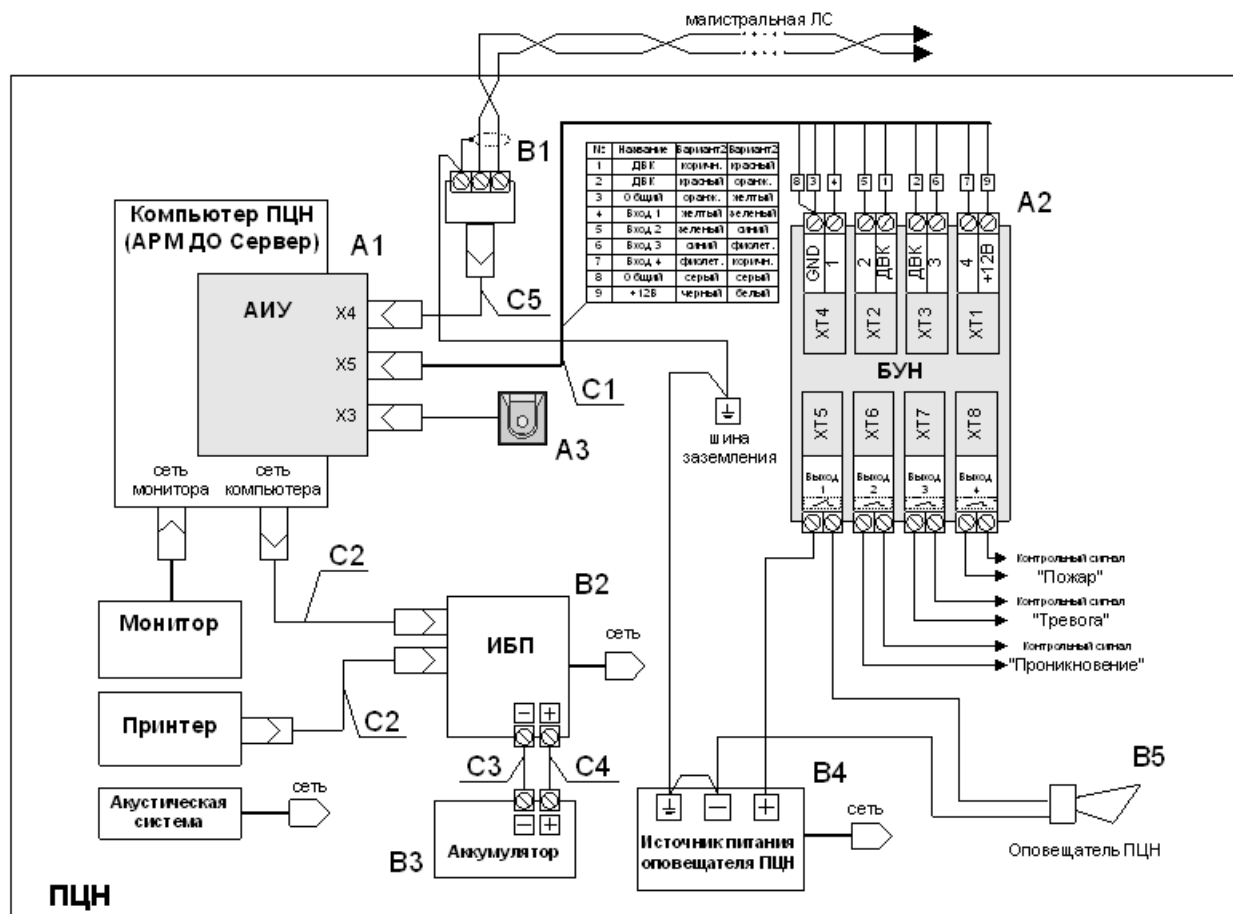 магистральная ЛС
B1
Компьютер ПЦН
(АРМ ДО Сервер)
A1
АИУ
X4
X5
X3
C5
C1
A3
№ Название Вариант2 Вариант2
1 ДВК коричн. красный
2 ДВК красный оранж.
3 Общий оранж. желтый
4 Вход 1 желтый зеленый
5 Вход 2 зеленый синий
6 Вход 3 синий фиолет.
7 Вход 4 фиолет. коричн.
8 Общий серый серый
9 +12В черный белый
8 3 4 5 1 2 6 7 9
A2
GND 1 2 ДВК ДВК 3 4 +12В
XT4 XT2 XT3 XT1
БУН
XT5 XT6 XT7 XT8
Выход 1
Выход 2
Выход 3
Выход 4
шина
заземления
Контрольный сигнал
"Пожар"
Контрольный сигнал
"Тревога"
Контрольный сигнал
"Проникновение"
сеть
монитора
сеть
компьютера
C2
Монитор
B2
ИБП
сеть
Принтер
C2
− +
C3
C4
Акустическая
система
сеть
B3
− +
Аккумулятор
B4
− +
Источник питания
оповещателя ПЦН
сеть
B5
Оповещатель ПЦН
ПЦН